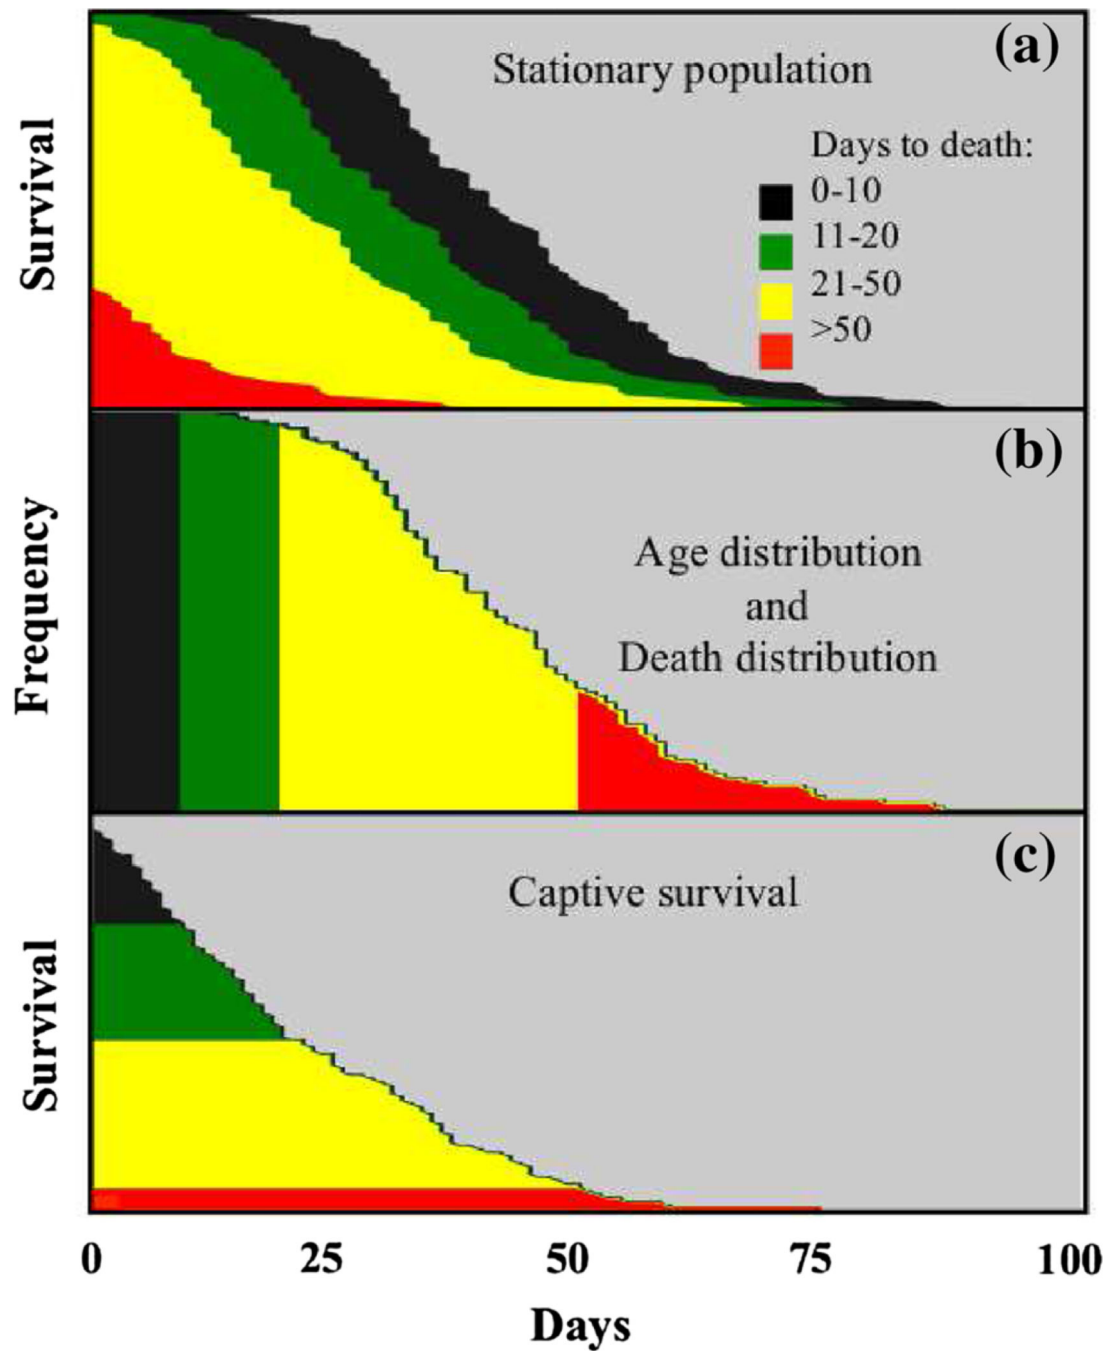 (a)
Stationary population
Survival
Days to death:
0-10
11-20
21-50
>50
(b)
Frequency
Age distribution
and
Death distribution
(c)
Captive survival
Survival
0 25 50 75 100
Days